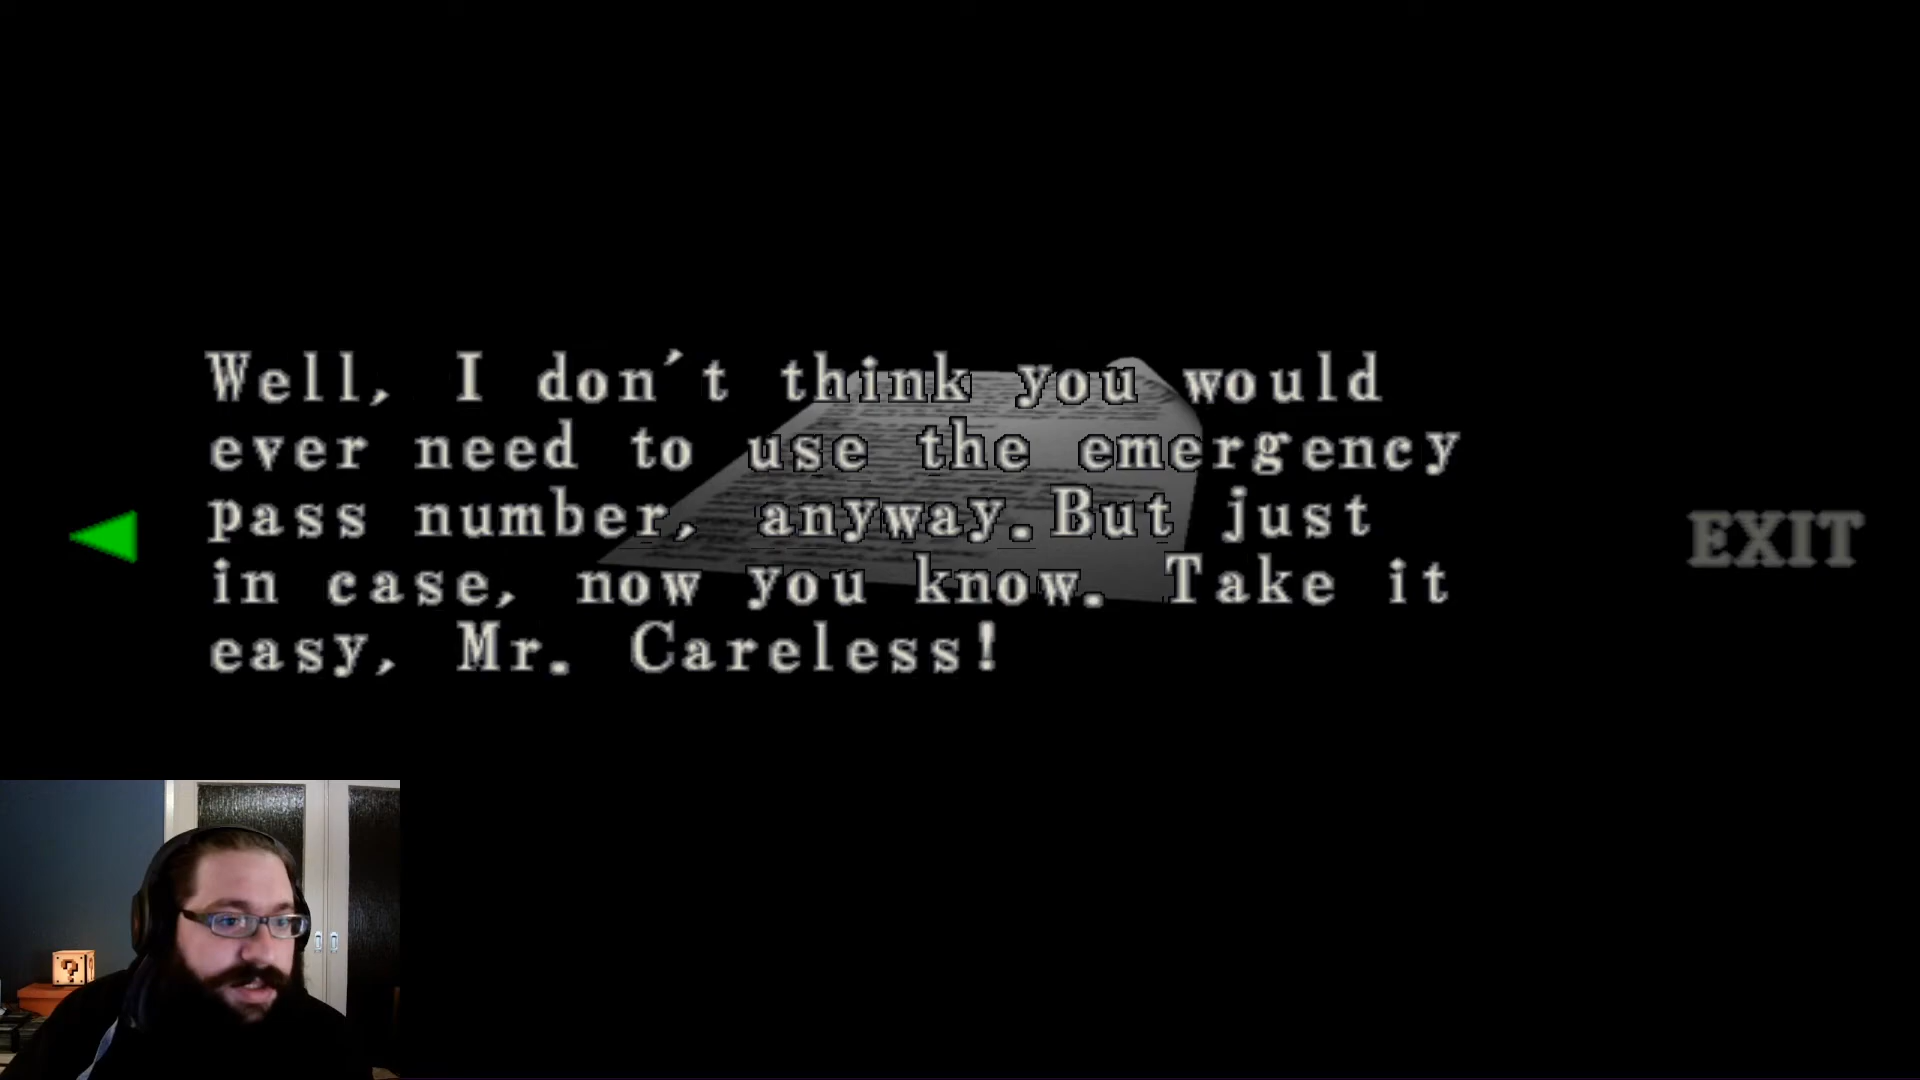 Well, I don't think you would
ever need to use the emergency
pass number, anyway.But just
in case, now you know. Take it
easy, Mr. Careless!
EXIT
?